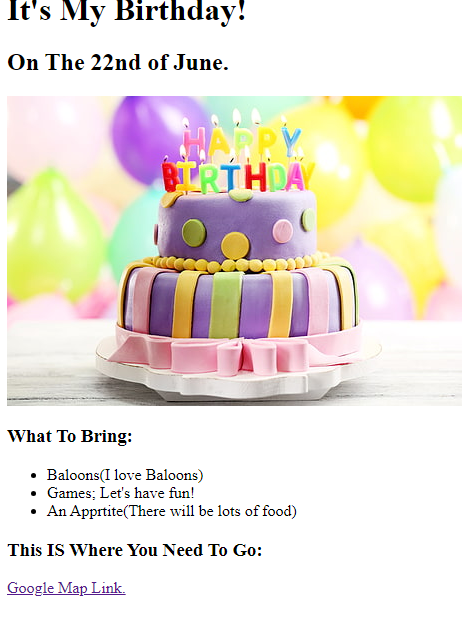 It's My Birthday!
On The 22nd of June.
HAPPY
BIRTHDAY
What To Bring:
Baloons(I love Baloons)
Games; Let's have fun!
An Apprtite(There will be lots of food)
This IS Where You Need To Go:
Google Map Link.